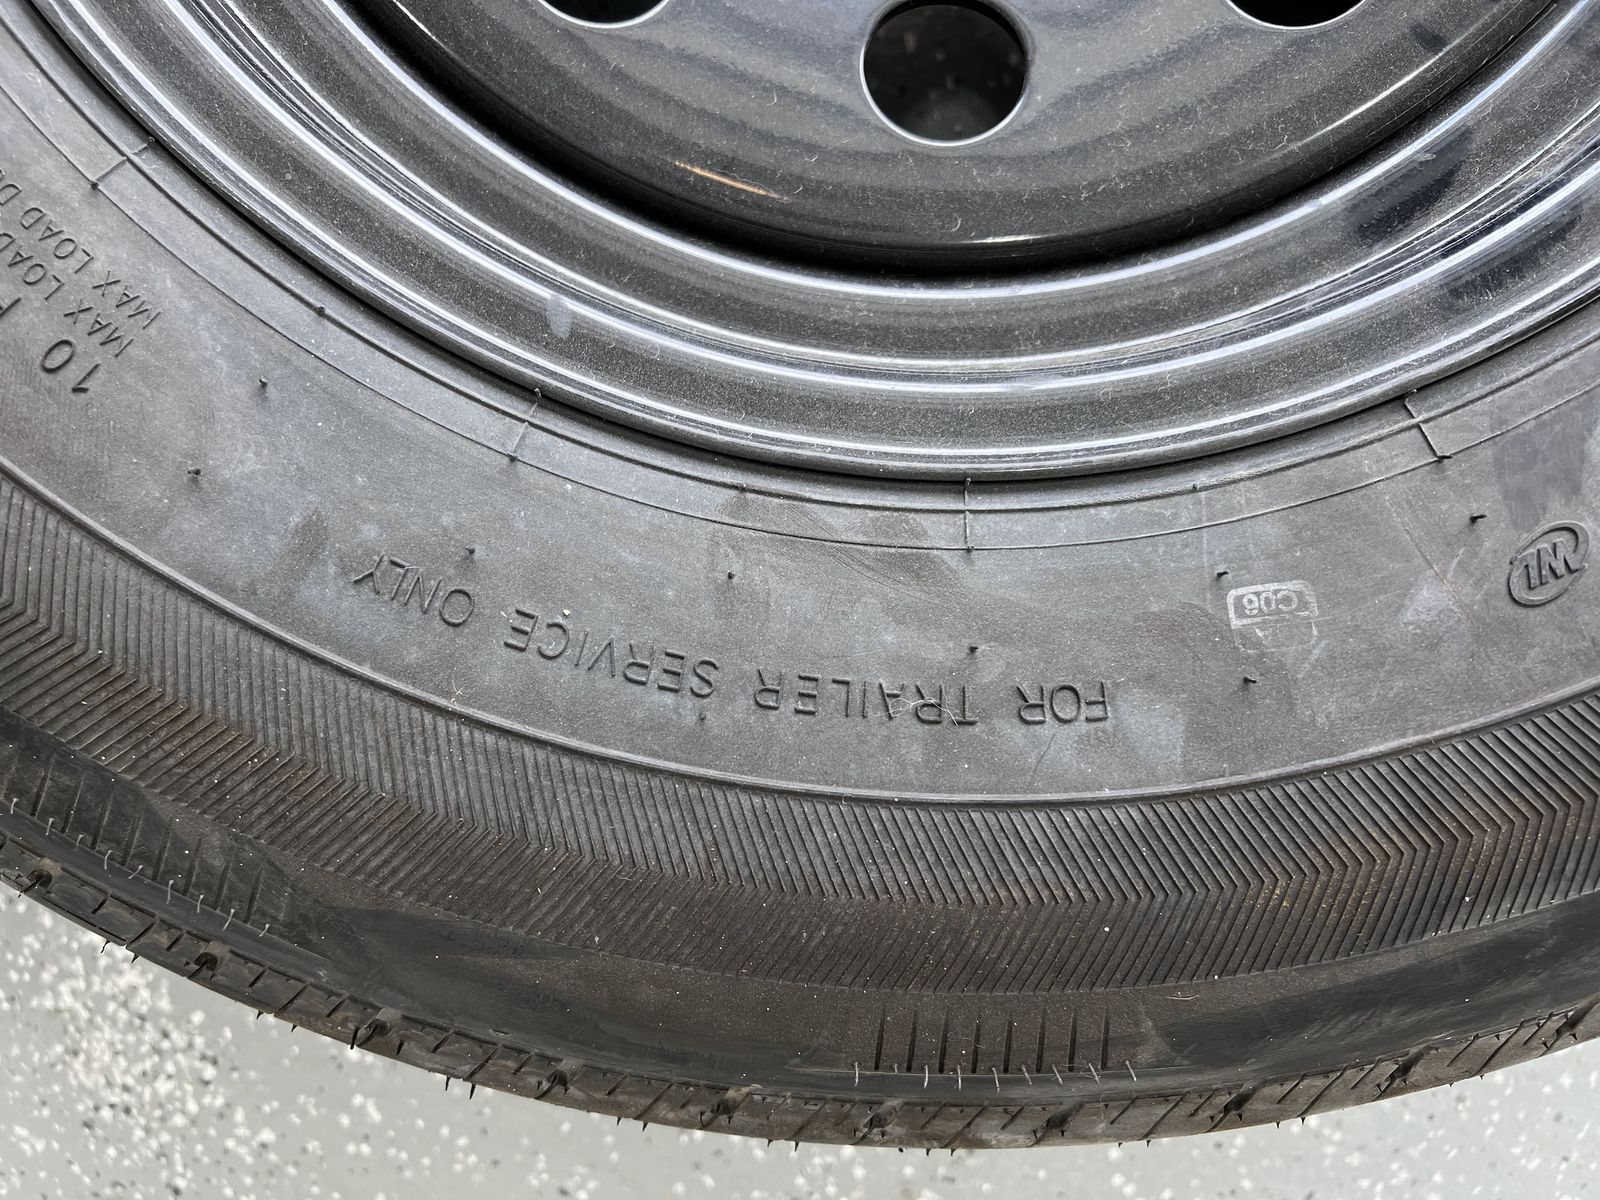 FOR TRAILER SERVICE ONLY
10
MAX LOAD
MAX LOAD
C06